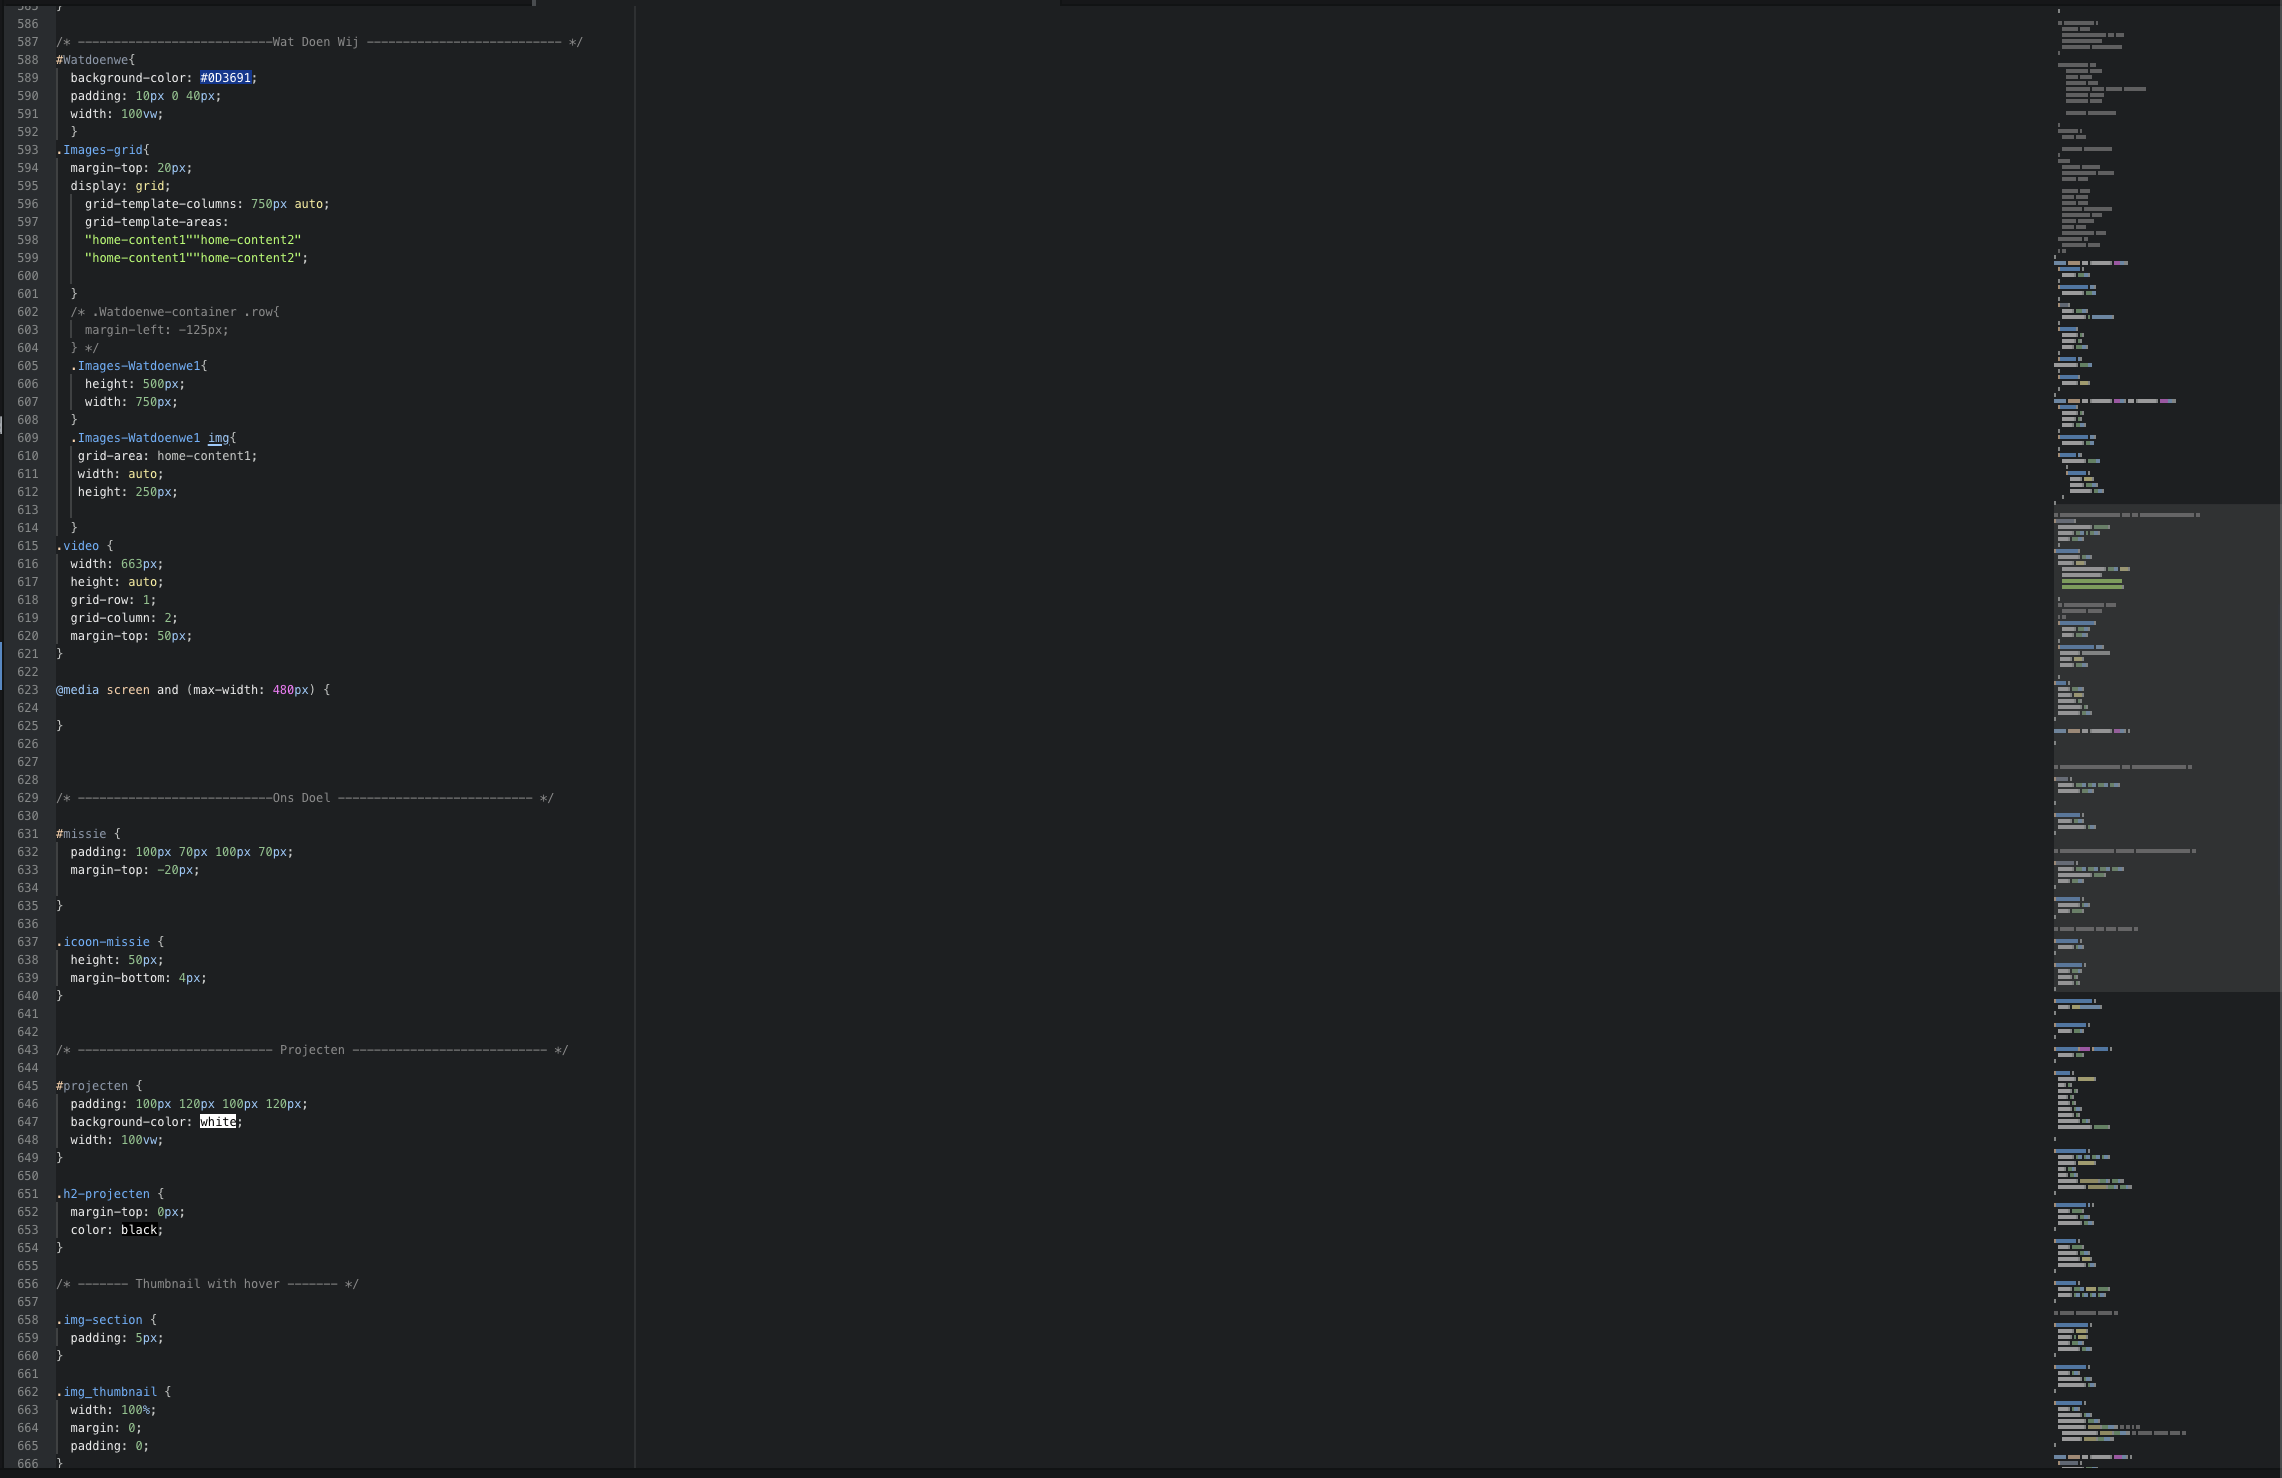 585 }
586
587 /* ---------------------------Wat Doen Wij --------------------------- */
588 #Watdoenwe{
589 background-color: #0D3691;
590 padding: 10px 0 40px;
591 width: 100vw;
592 }
593 .Images-grid{
594 margin-top: 20px;
595 display: grid;
596 grid-template-columns: 750px auto;
597 grid-template-areas:
598 "home-content1""home-content2"
599 "home-content1""home-content2";
600
601 }
602 /* .Watdoenwe-container .row{
603 margin-left: -125px;
604 } */
605 .Images-Watdoenwe1{
606 height: 500px;
607 width: 750px;
608 }
609 .Images-Watdoenwe1 img{
610 grid-area: home-content1;
611 width: auto;
612 height: 250px;
613
614 }
615 .video {
616 width: 663px;
617 height: auto;
618 grid-row: 1;
619 grid-column: 2;
620 margin-top: 50px;
621 }
622
623 @media screen and (max-width: 480px) {
624
625 }
626
627
628
629 /* ---------------------------Ons Doel --------------------------- */
630
631 #missie {
632 padding: 100px 70px 100px 70px;
633 margin-top: -20px;
634
635 }
636
637 .icoon-missie {
638 height: 50px;
639 margin-bottom: 4px;
640 }
641
642
643 /* --------------------------- Projecten --------------------------- */
644
645 #projecten {
646 padding: 100px 120px 100px 120px;
647 background-color: white;
648 width: 100vw;
649 }
650
651 .h2-projecten {
652 margin-top: 0px;
653 color: black;
654 }
655
656 /* ------- Thumbnail with hover ------- */
657
658 .img-section {
659 padding: 5px;
660 }
661
662 .img_thumbnail {
663 width: 100%;
664 margin: 0;
665 padding: 0;
666 }